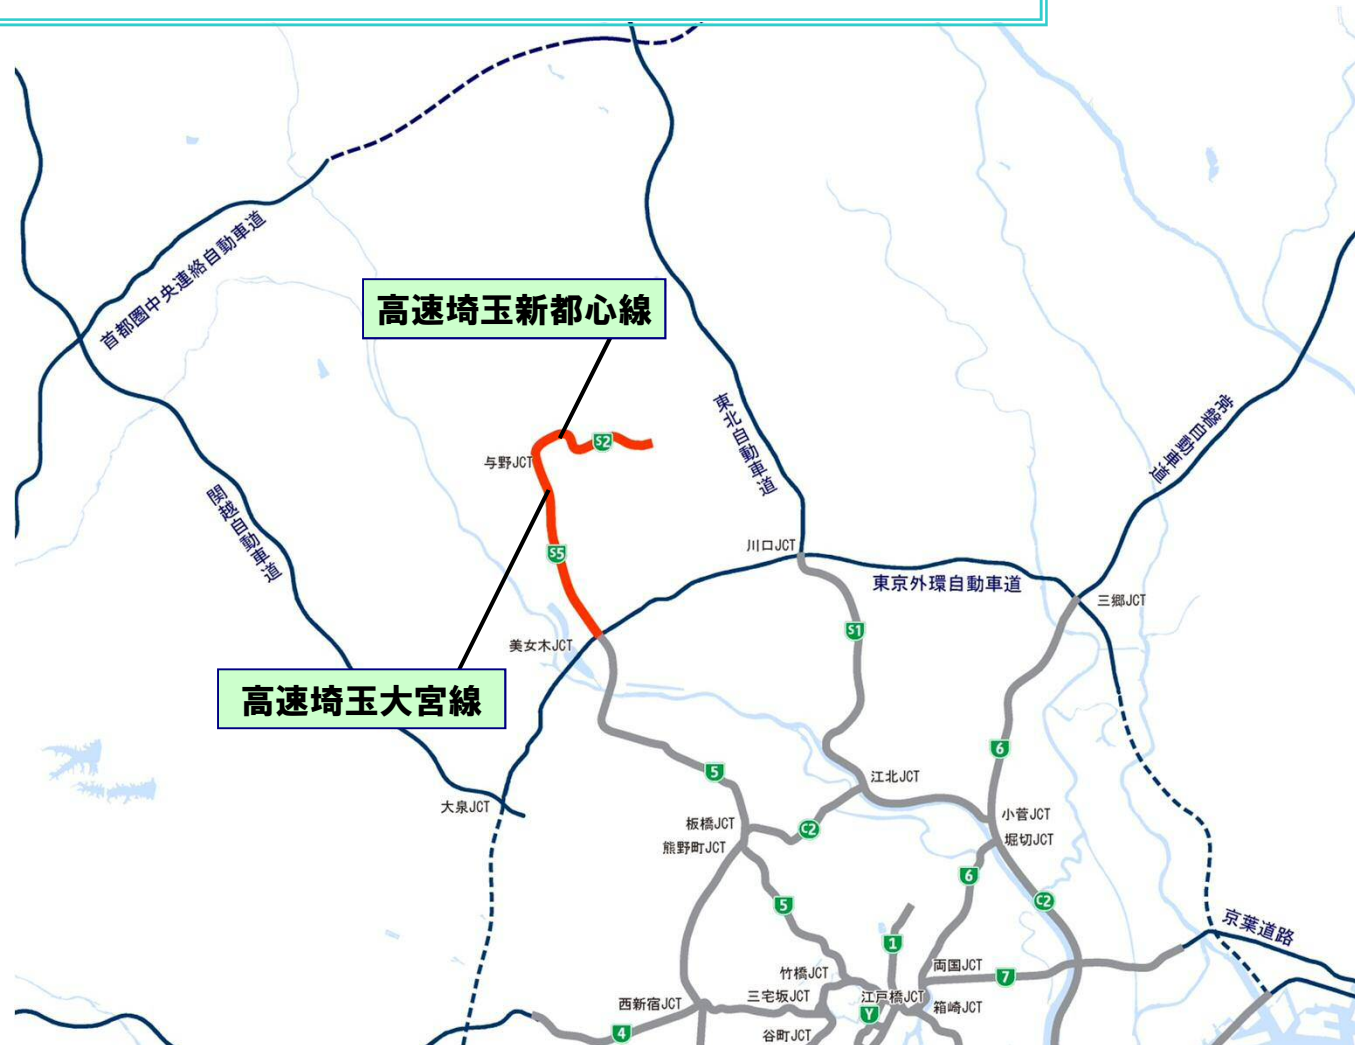 首都圏中央連絡自動車道
高速埼玉新都心線
東北自動車道
常磐自動車道
S2
与野JCT
関越自動車道
川口JCT
S5
東京外環自動車道
三郷JCT
S1
美女木JCT
高速埼玉大宮線
6
5
江北JCT
大泉JCT
小菅JCT
板橋JCT
C2
堀切JCT
熊野町JCT
6
5
C2
京葉道路
1
両国JCT
竹橋JCT
7
三宅坂JCT
江戸橋JCT
西新宿JCT
箱崎JCT
Y
4
谷町JCT